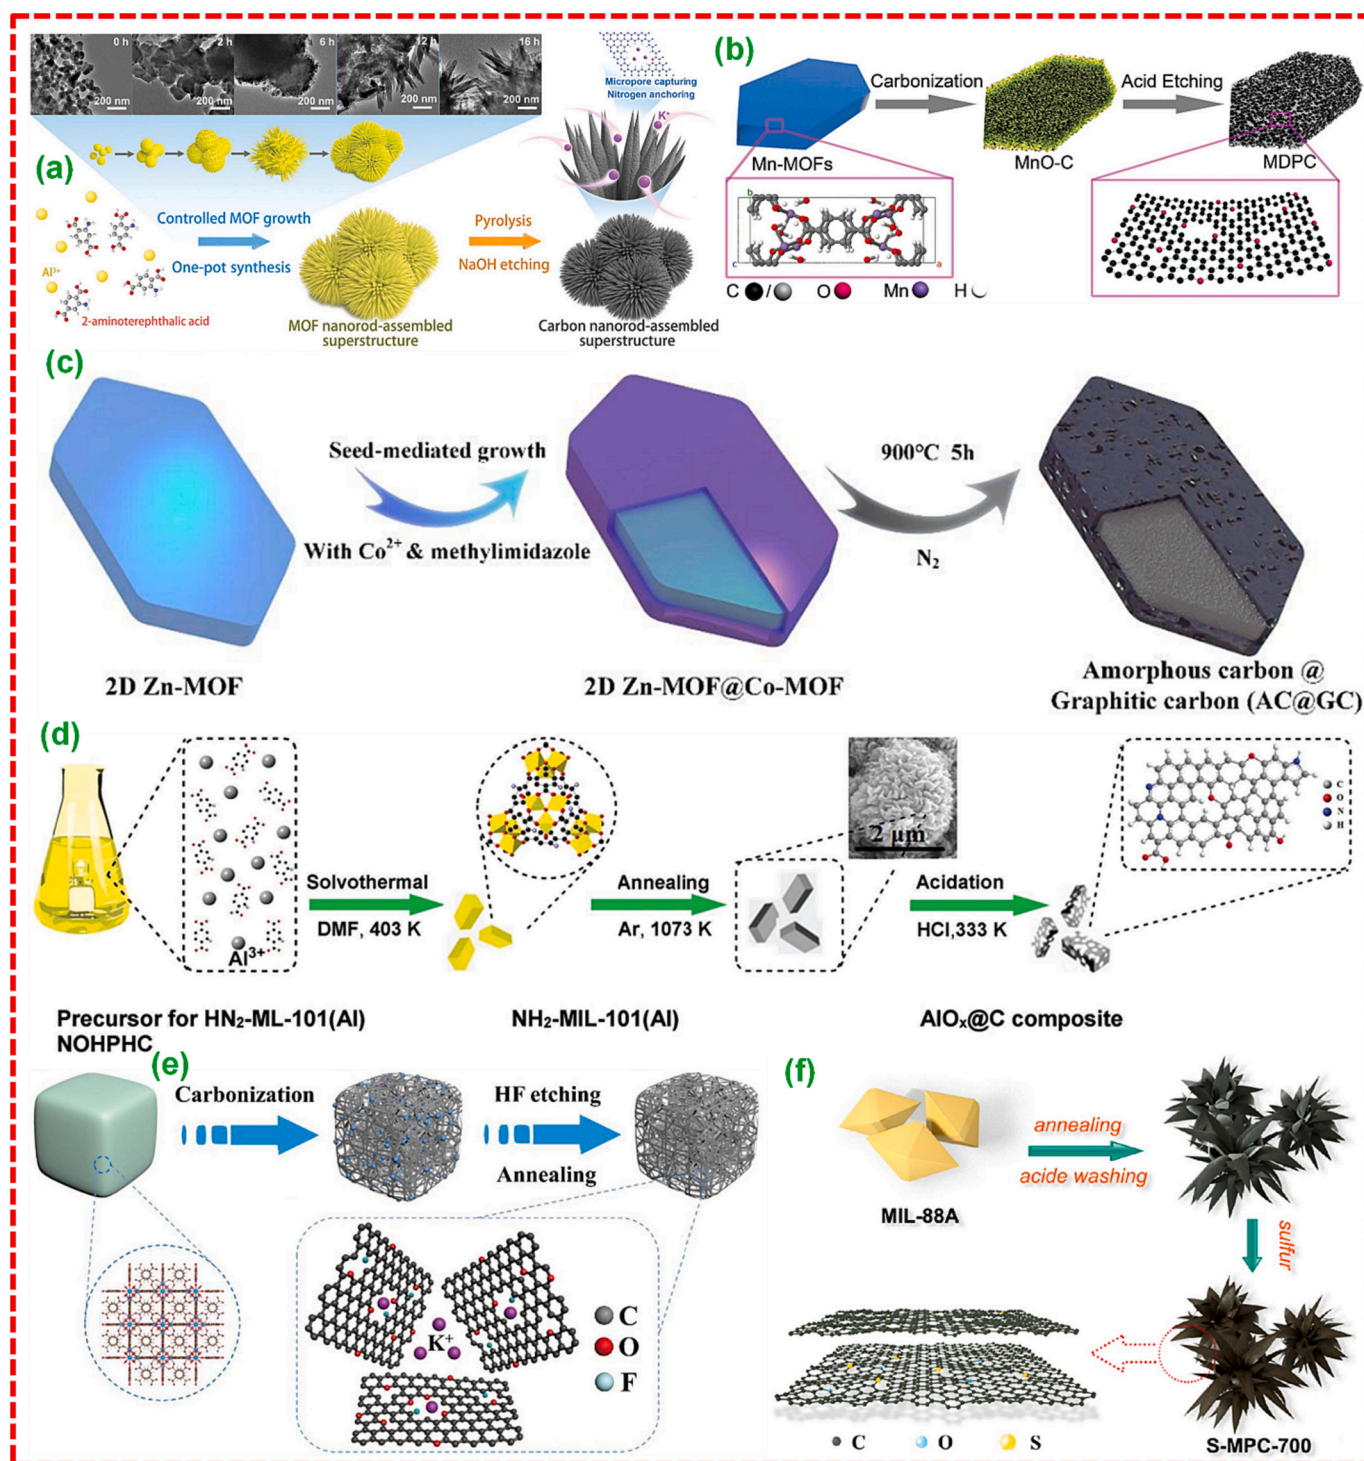 0 h
2 h
6 h
12 h
16 h
200 nm
200 nm
200 nm
200 nm
200 nm
Micropore capturing
Nitrogen anchoring
K⁺
(a)
Al³⁺
2-aminoterephthalic acid
Controlled MOF growth
One-pot synthesis
MOF nanorod-assembled
superstructure
Pyrolysis
NaOH etching
Carbon nanorod-assembled
superstructure
(b)
Carbonization
Acid Etching
Mn-MOFs
MnO-C
MDPC
b
c
a
C / O Mn H
(c)
Seed-mediated growth
With Co²⁺ & methylimidazole
900°C 5h
N₂
2D Zn-MOF
2D Zn-MOF@Co-MOF
Amorphous carbon @
Graphitic carbon (AC@GC)
(d)
Al³⁺
Solvothermal
DMF, 403 K
Annealing
Ar, 1073 K
2 μm
Acidation
HCl,333 K
C
O
N
H
Precursor for HN₂-ML-101(Al)
NOHPHC
NH₂-MIL-101(Al)
AlOₓ@C composite
(e)
Carbonization
HF etching
Annealing
K⁺
C
O
F
(f)
MIL-88A
annealing
acide washing
sulfur
C O S
S-MPC-700